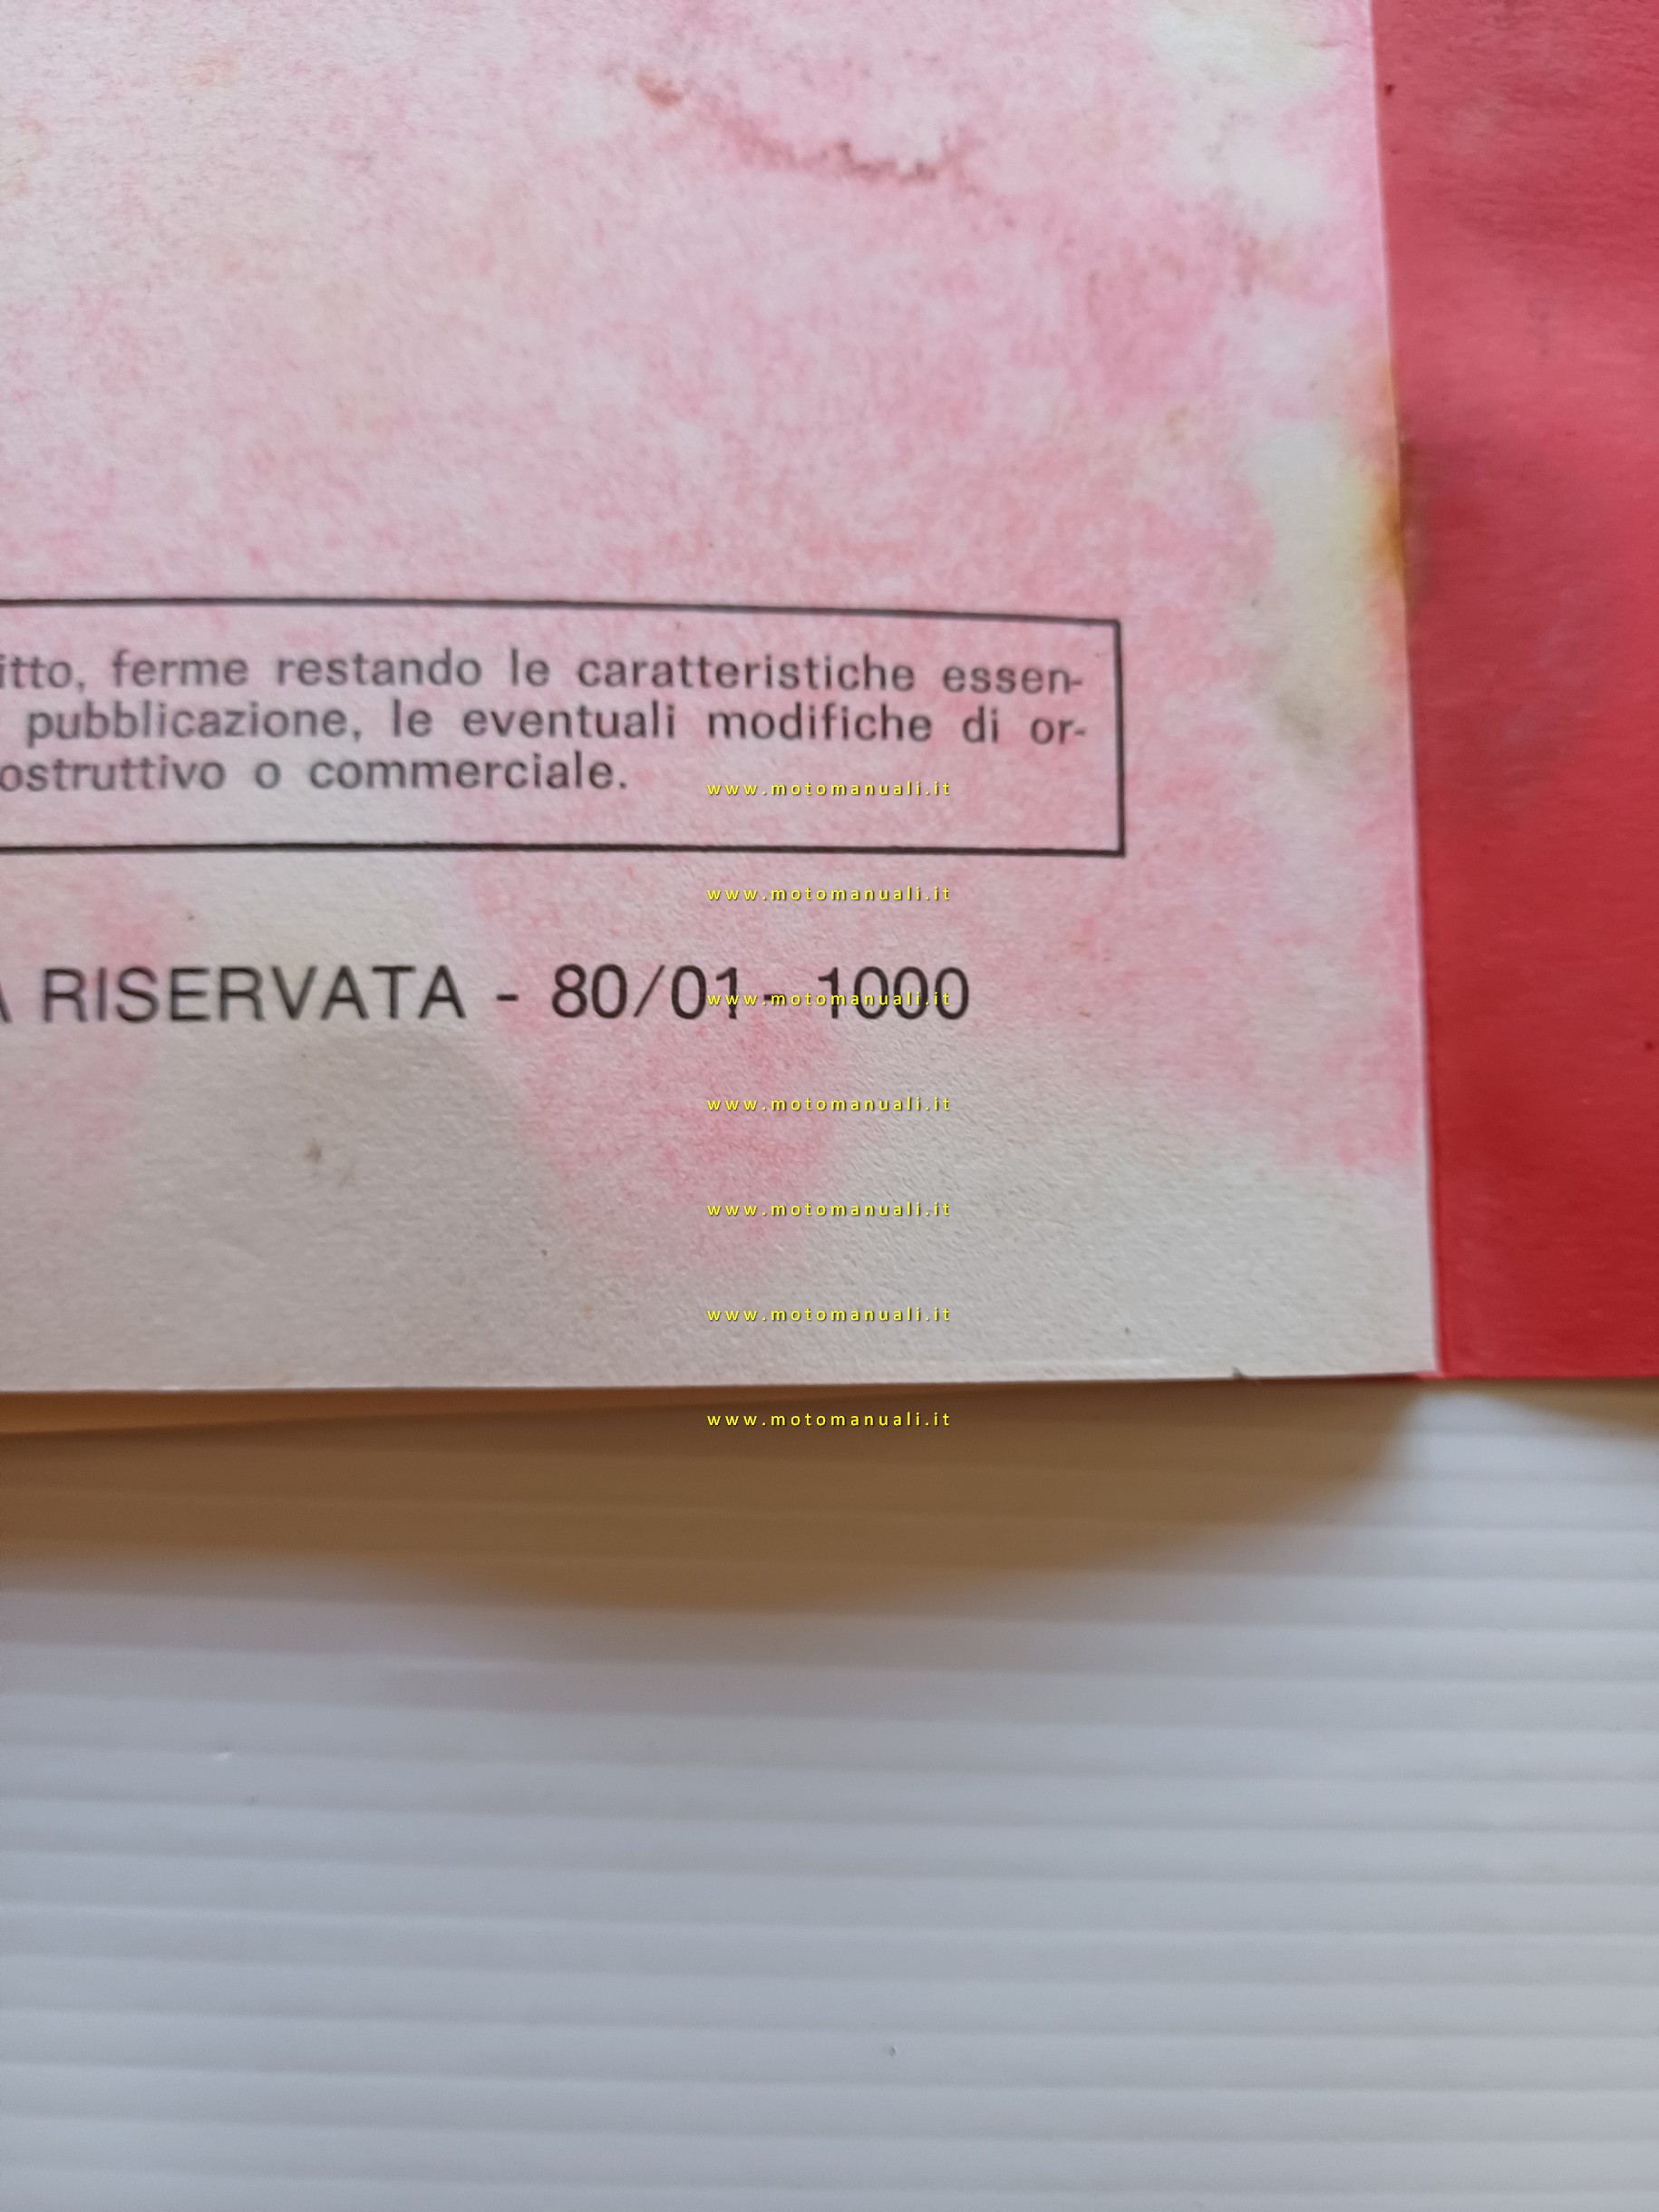 itto, ferme restando le caratteristiche essen-
pubblicazione, le eventuali modifiche di or-
ostruttivo o commerciale.
www.motomanuali.it
www.motomanuali.it
A RISERVATA - 80/01 - 1000
www.motomanuali.it
www.motomanuali.it
www.motomanuali.it
www.motomanuali.it
www.motomanuali.it